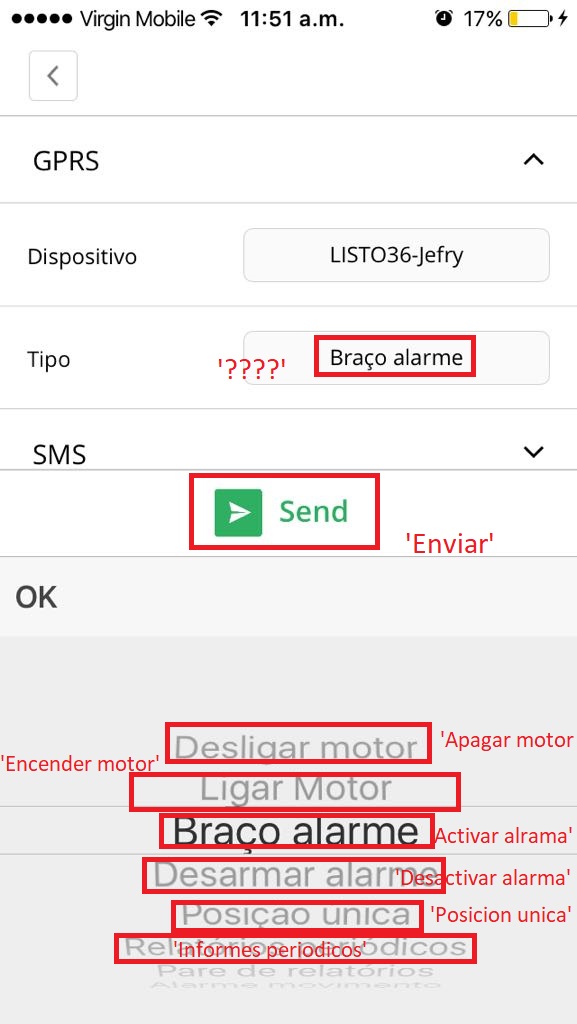 Virgin Mobile 11:51 a.m. 17%
GPRS
Dispositivo LISTO36-Jefry
Tipo '????' Braço alarme
SMS
Send
'Enviar'
OK
Desligar motor 'Apagar motor
'Encender motor'
Ligar Motor
Braço alarme Activar alrama'
Desarmar alarme 'Desactivar alarma'
Posição unica 'Posicion unica'
Relatórios periodicos 'Informes periodicos'
Pare de relatórios
Alarme movimento